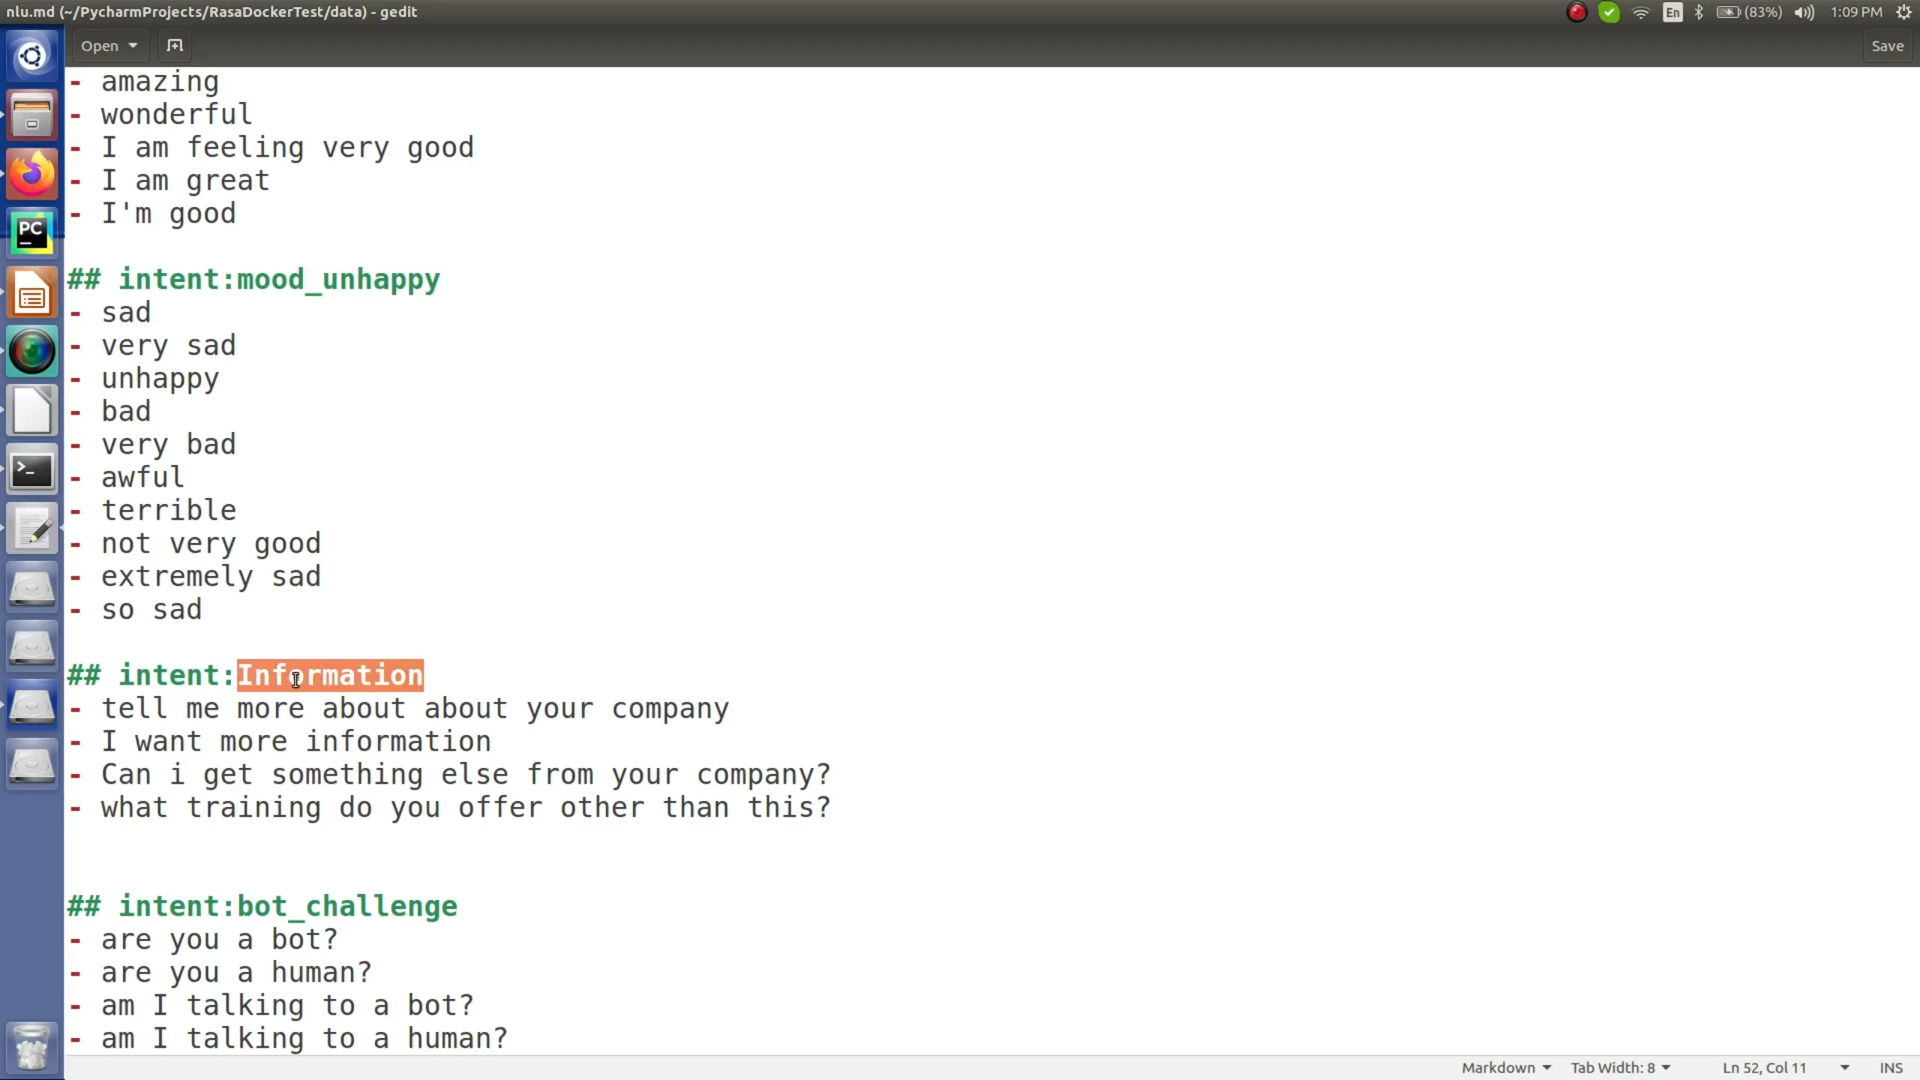 nlu.md (~/PycharmProjects/RasaDockerTest/data) - gedit
En (83%) 1:09 PM
Open Save
- amazing
- wonderful
- I am feeling very good
- I am great
- I'm good
## intent:mood_unhappy
- sad
- very sad
- unhappy
- bad
- very bad
- awful
- terrible
- not very good
- extremely sad
- so sad
## intent:Information
- tell me more about about your company
- I want more information
- Can i get something else from your company?
- what training do you offer other than this?
## intent:bot_challenge
- are you a bot?
- are you a human?
- am I talking to a bot?
- am I talking to a human?
Markdown Tab Width: 8 Ln 52, Col 11 INS
PC